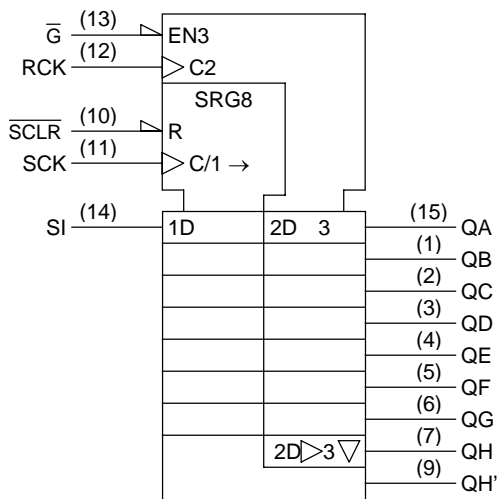 G (13) EN3
RCK (12) C2
SRG8
SCLR (10) R
SCK (11) C/1 →
SI (14) 1D 2D 3 (15) QA
(1) QB
(2) QC
(3) QD
(4) QE
(5) QF
(6) QG
2D 3 (7) QH
(9) QH'